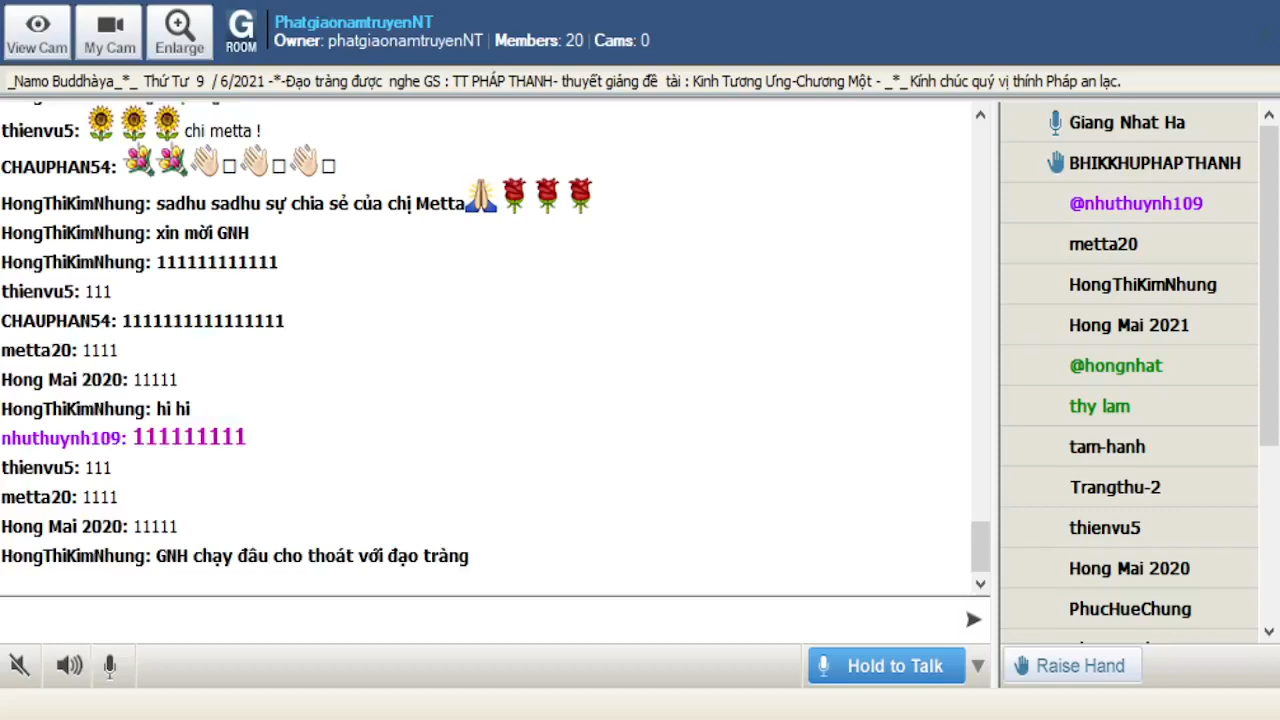 View Cam
My Cam
Enlarge
G
ROOM
PhatgiaonamtruyenNT
Owner: phatgiaonamtruyenNT | Members: 20 | Cams: 0
_Namo Buddhàya_*_ Thứ Tư 9 / 6/2021 -*-Đạo tràng được nghe GS : TT PHÁP THANH- thuyết giảng đề tài : Kinh Tương Ưng-Chương Một - _*_Kính chúc quý vị thính Pháp an lạc.
thienvu5: chi metta !
CHAUPHAN54:
HongThiKimNhung: sadhu sadhu sự chia sẻ của chị Metta
HongThiKimNhung: xin mời GNH
HongThiKimNhung: 111111111111
thienvu5: 111
CHAUPHAN54: 1111111111111111
metta20: 1111
Hong Mai 2020: 11111
HongThiKimNhung: hi hi
nhuthuynh109: 111111111
thienvu5: 111
metta20: 1111
Hong Mai 2020: 11111
HongThiKimNhung: GNH chạy đâu cho thoát với đạo tràng
Giang Nhat Ha
BHIKKHUPHAPTHANH
@nhuthuynh109
metta20
HongThiKimNhung
Hong Mai 2021
@hongnhat
thy lam
tam-hanh
Trangthu-2
thienvu5
Hong Mai 2020
PhucHueChung
Hold to Talk
Raise Hand